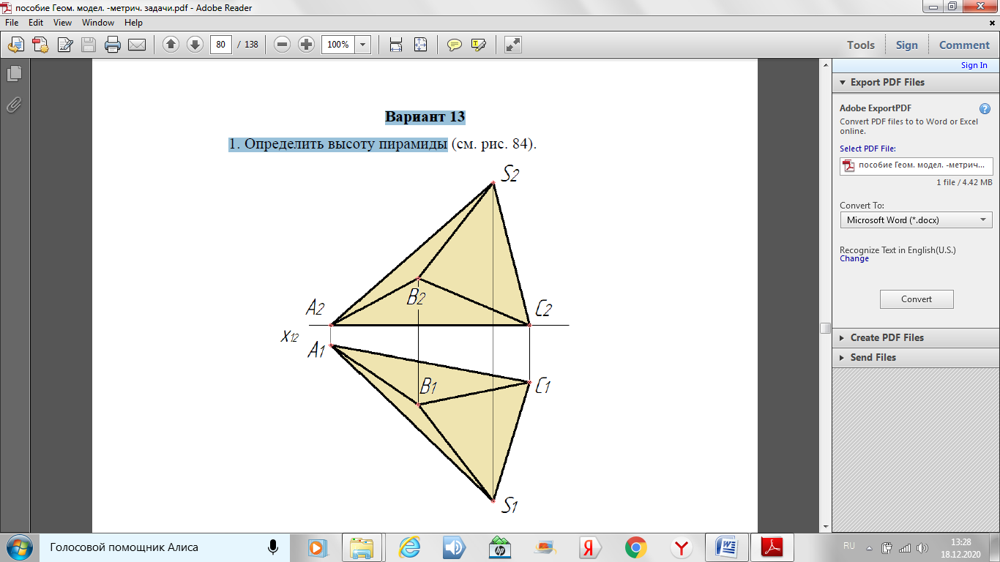 пособие Геом. модел. -метрич. задачи.pdf - Adobe Reader
File Edit View Window Help
80 / 138 100% Tools Sign Comment
Sign In
Export PDF Files
Adobe ExportPDF
Convert PDF files to to Word or Excel
online.
Select PDF File:
пособие Геом. модел. -метрич...
1 file / 4.42 MB
Convert To:
Microsoft Word (*.docx)
Recognize Text in English(U.S.)
Change
Convert
Create PDF Files
Send Files
Вариант 13
1. Определить высоту пирамиды (см. рис. 84).
S2
B2
A2
C2
X12
A1
B1
C1
S1
Голосовой помощник Алиса
RU
13:28
18.12.2020